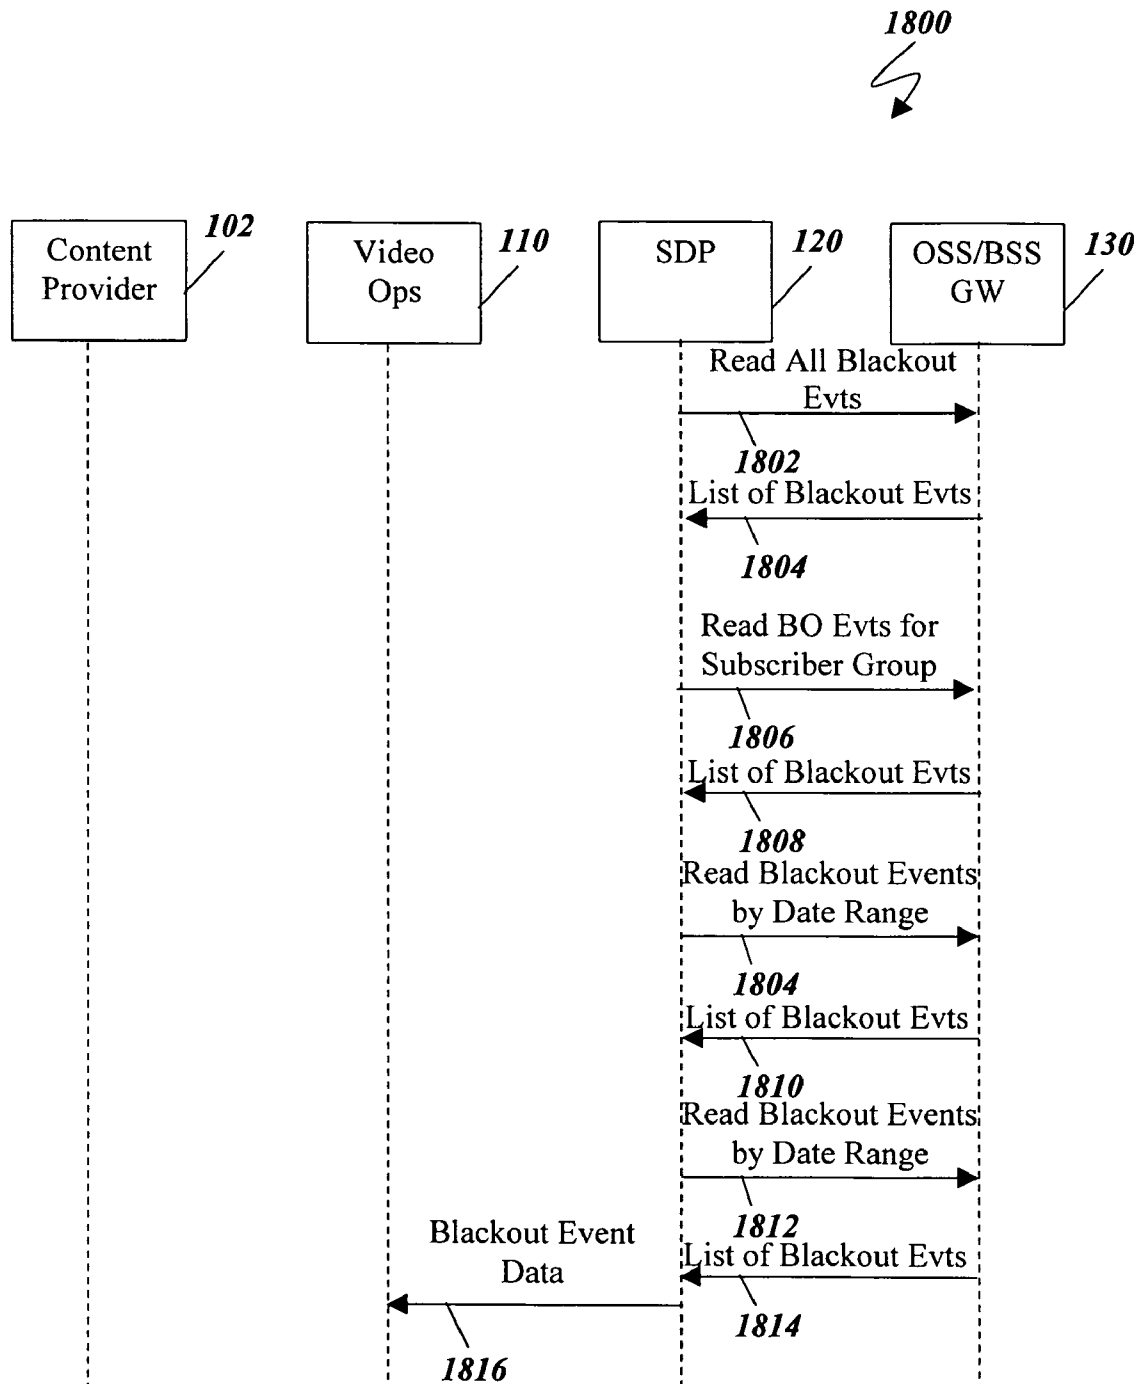 1800
Content
Provider
102
Video
Ops
110
SDP
120
OSS/BSS
GW
130
Read All Blackout
Evts
1802
List of Blackout Evts
1804
Read BO Evts for
Subscriber Group
1806
List of Blackout Evts
1808
Read Blackout Events
by Date Range
1804
List of Blackout Evts
1810
Read Blackout Events
by Date Range
1812
List of Blackout Evts
1814
Blackout Event
Data
1816